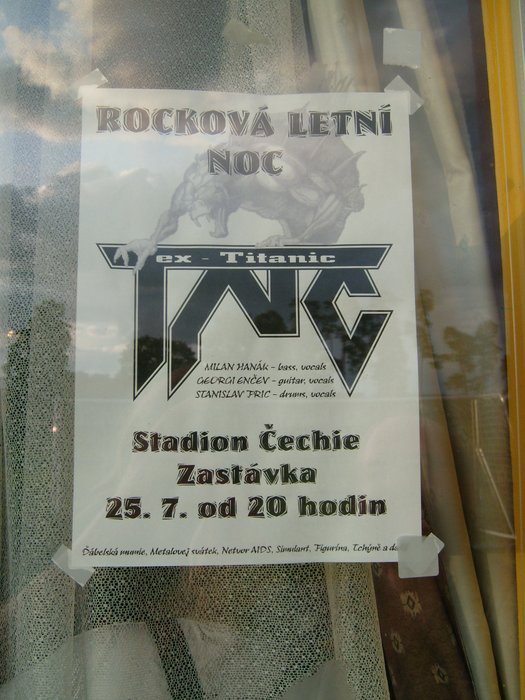 ROCKOVÁ LETNÍ
NOC
ex - Titanic
TNC
MILAN HANÁK - bass, vocals
GEORGI ENČEV - guitar, vocals
STANISLAV FRIC - drums, vocals
Stadion Čechie
Zastávka
25. 7. od 20 hodin
Ďábelská mumie, Metalovej svátek, Netvor AIDS, Simulant, Figurína, Tchýně a